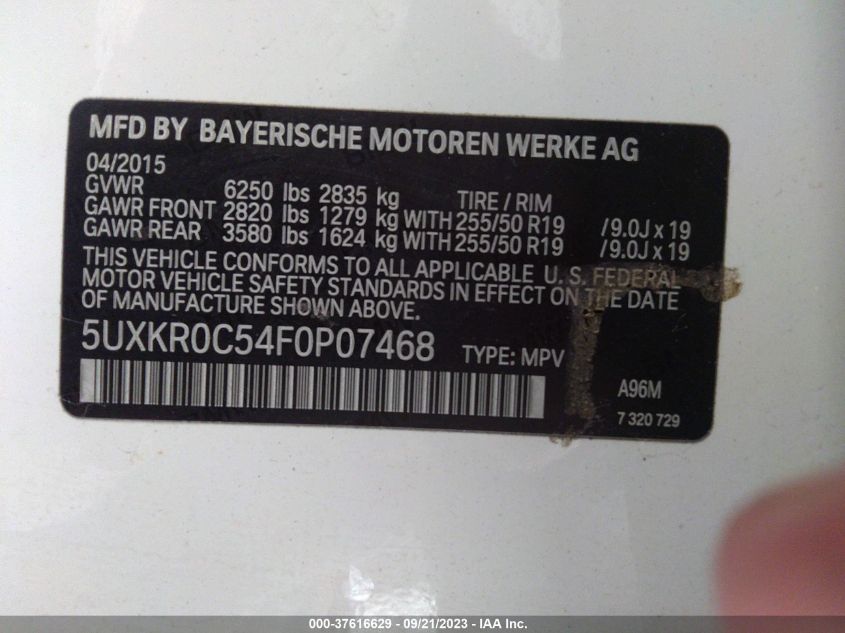 MFD BY BAYERISCHE MOTOREN WERKE AG
04/2015
GVWR 6250 lbs 2835 kg TIRE / RIM
GAWR FRONT 2820 lbs 1279 kg WITH 255/50 R19 /9.0J x 19
GAWR REAR 3580 lbs 1624 kg WITH 255/50 R19 /9.0J x 19
THIS VEHICLE CONFORMS TO ALL APPLICABLE U. S. FEDERAL
MOTOR VEHICLE SAFETY STANDARDS IN EFFECT ON THE DATE
OF MANUFACTURE SHOWN ABOVE.
5UXKR0C54F0P07468 TYPE: MPV
A96M
7 320 729
000-37616629 - 09/21/2023 - IAA Inc.